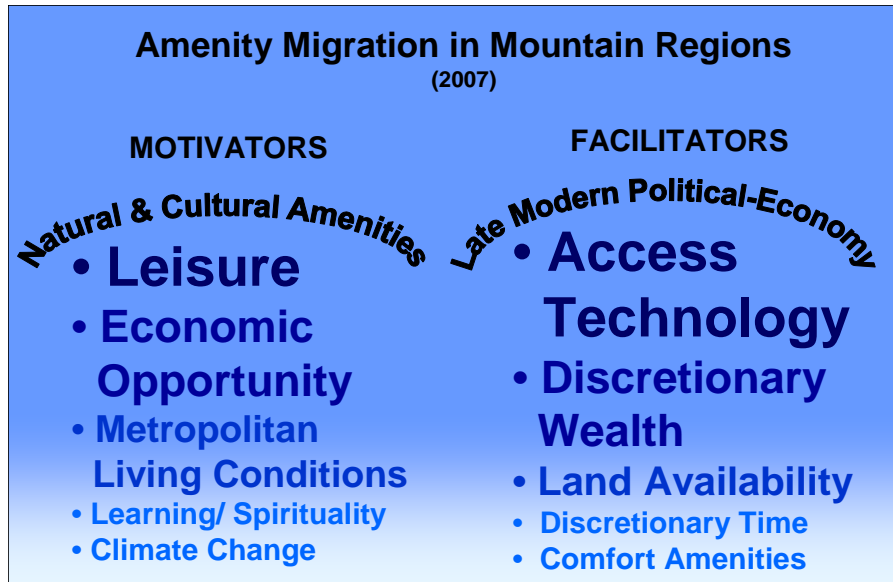 Amenity Migration in Mountain Regions
(2007)
MOTIVATORS
Natural & Cultural Amenities
• Leisure
• Economic
Opportunity
• Metropolitan
Living Conditions
• Learning/ Spirituality
• Climate Change
FACILITATORS
Late Modern Political-Economy
• Access
Technology
• Discretionary
Wealth
• Land Availability
• Discretionary Time
• Comfort Amenities